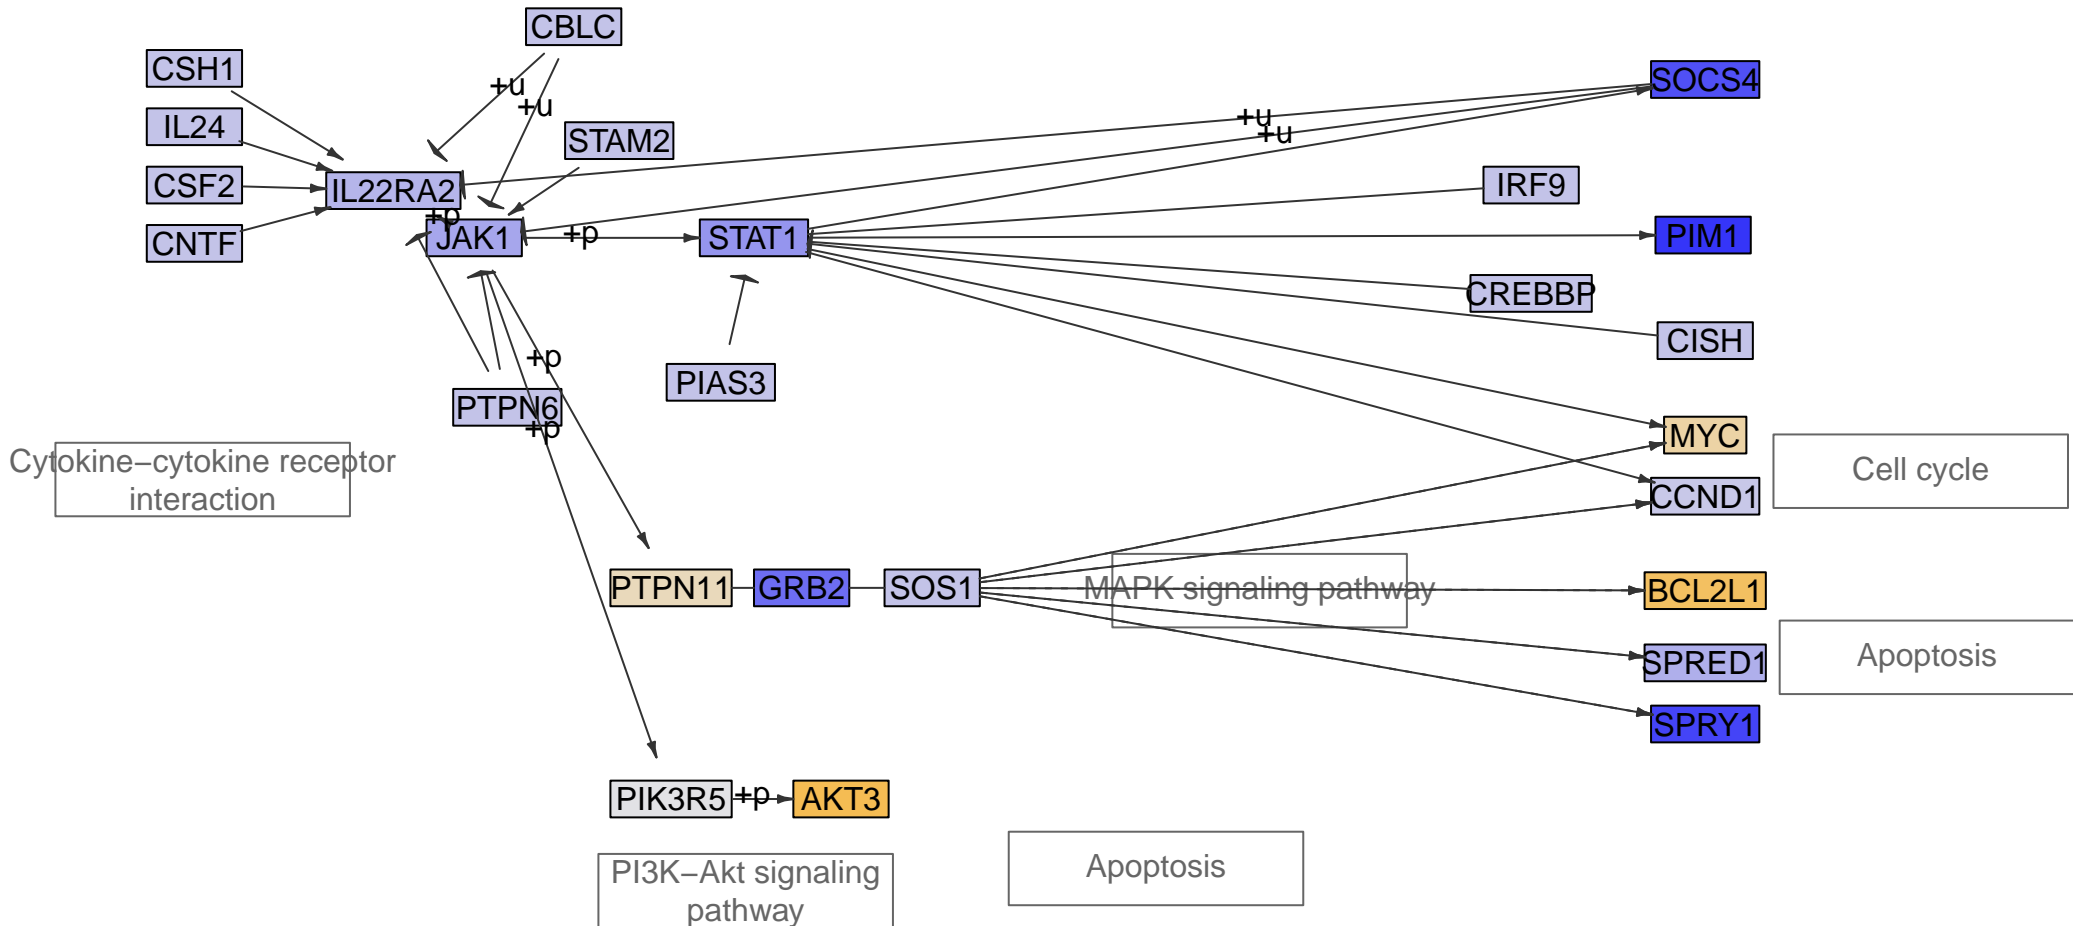 CBLC
CSH1
+u
SOCS4
+u
+u
IL24
+u
STAM2
CSF2
IL22RA2
IRF9
+p
CNTF
JAK1
+p
STAT1
PIM1
CREBBP
CISH
+p
PIAS3
PTPN6
+p
MYC
Cytokine−cytokine receptor
interaction
Cell cycle
CCND1
PTPN11
GRB2
SOS1
MAPK signaling pathway
BCL2L1
SPRED1
Apoptosis
SPRY1
PIK3R5
+p
AKT3
Apoptosis
PI3K−Akt signaling
pathway